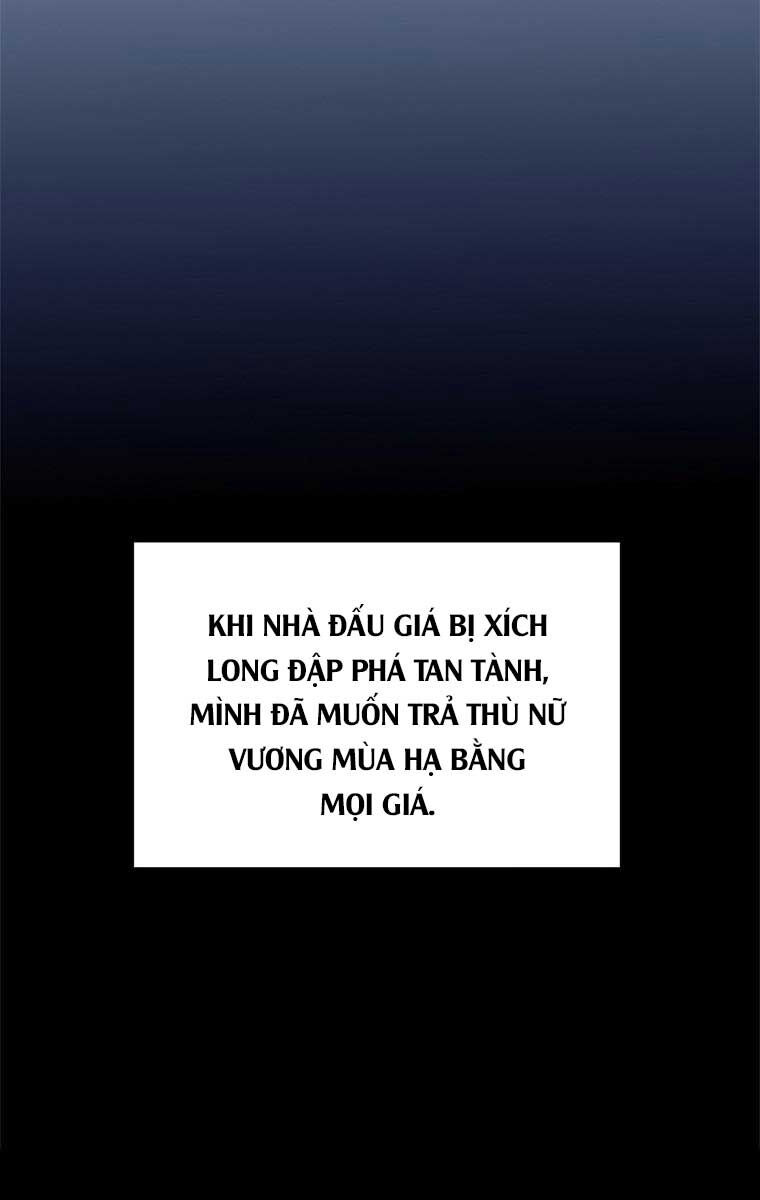 KHI NHÀ ĐẤU GIÁ BỊ XÍCH
LONG ĐẬP PHÁ TAN TÀNH,
MÌNH ĐÃ MUỐN TRẢ THÙ NỮ
VƯƠNG MÙA HẠ BẰNG
MỌI GIÁ.